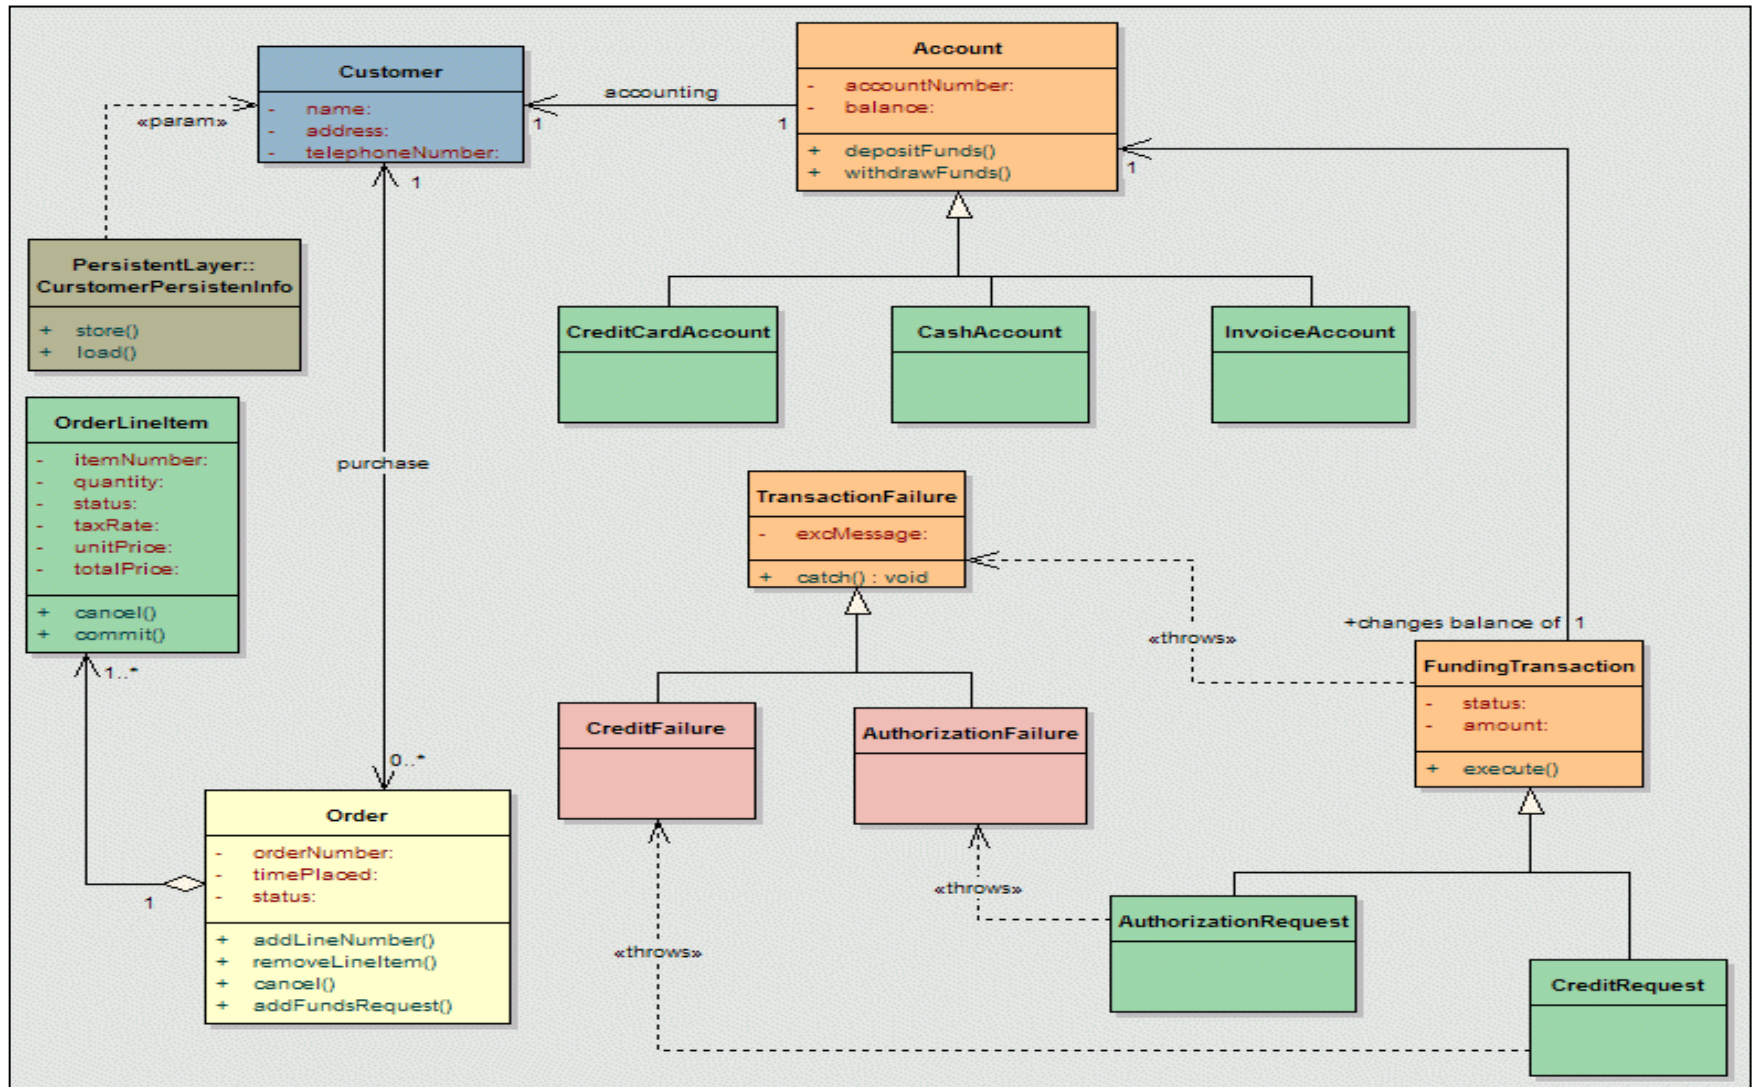 Customer
- name:
- address:
- telephoneNumber:
Account
- accountNumber:
- balance:
+ depositFunds()
+ withdrawFunds()
accounting
1
1
1
«param»
1
PersistentLayer::
CurstomerPersistenInfo
+ store()
+ load()
CreditCardAccount
CashAccount
InvoiceAccount
OrderLineItem
- itemNumber:
- quantity:
- status:
- taxRate:
- unitPrice:
- totalPrice:
+ cancel()
+ commit()
1..*
purchase
TransactionFailure
- excMessage:
+ catch() : void
«throws»
+changes balance of 1
FundingTransaction
- status:
- amount:
+ execute()
CreditFailure
AuthorizationFailure
0..*
1
Order
- orderNumber:
- timePlaced:
- status:
+ addLineNumber()
+ removeLineItem()
+ cancel()
+ addFundsRequest()
«throws»
«throws»
AuthorizationRequest
CreditRequest